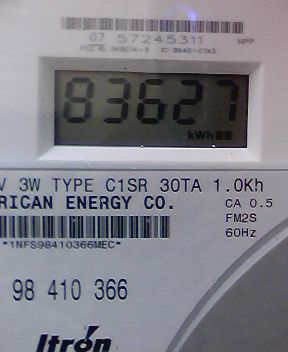 07 57245311
HPP
83627
kWh
V 3W TYPE C1SR 30TA 1.0Kh
RICAN ENERGY CO.
CA 0.5
FM2S
60Hz
*1NFS98410366MEC*
98 410 366
Itron